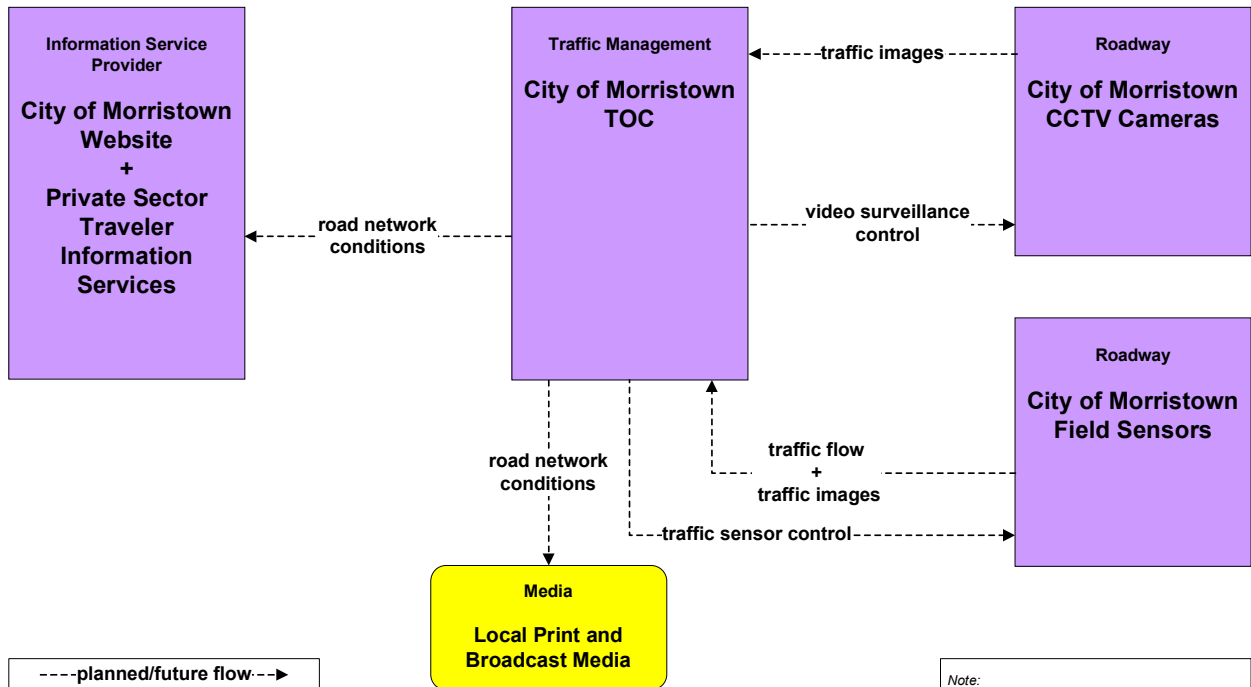 Information Service
Provider
City of Morristown
Website
+
Private Sector
Traveler
Information
Services
road network
conditions
Traffic Management
City of Morristown
TOC
traffic images
video surveillance
control
Roadway
City of Morristown
CCTV Cameras
Roadway
City of Morristown
Field Sensors
traffic flow
+
traffic images
traffic sensor control
road network
conditions
Media
Local Print and
Broadcast Media
planned/future flow
Note: